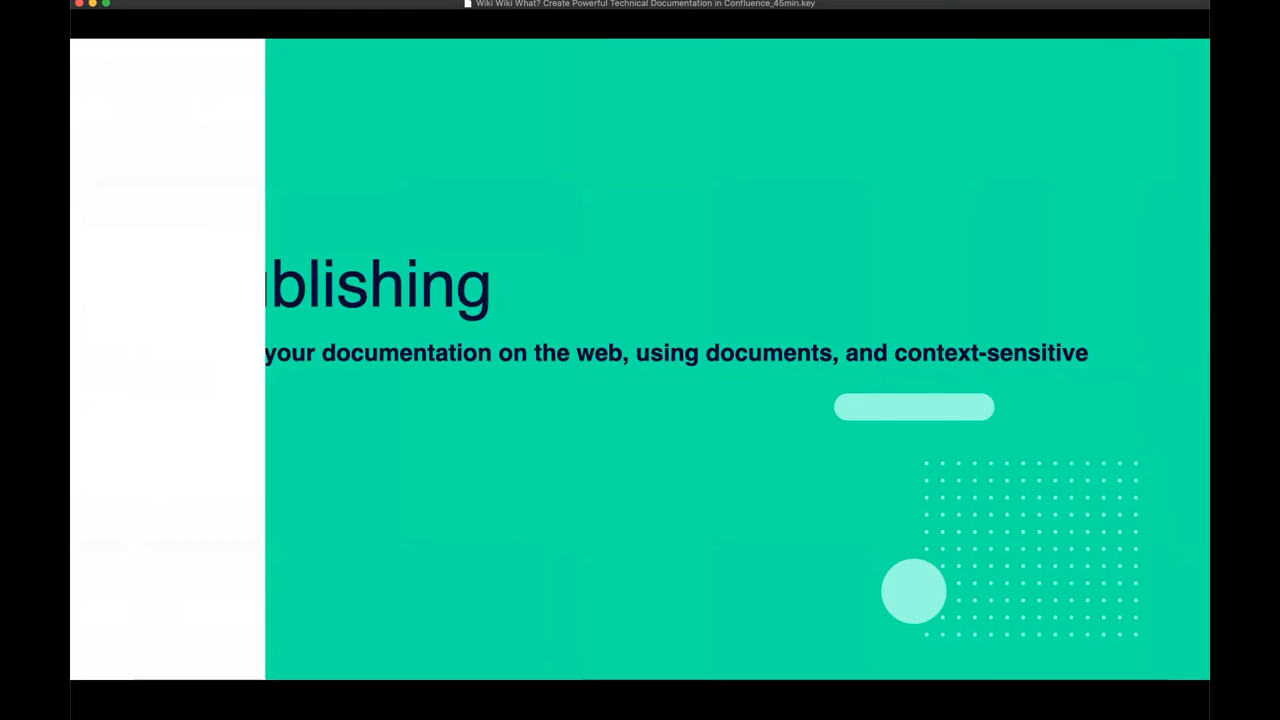 Wiki Wiki What? Create Powerful Technical Documentation in Confluence_45min.key
blishing
your documentation on the web, using documents, and context-sensitive